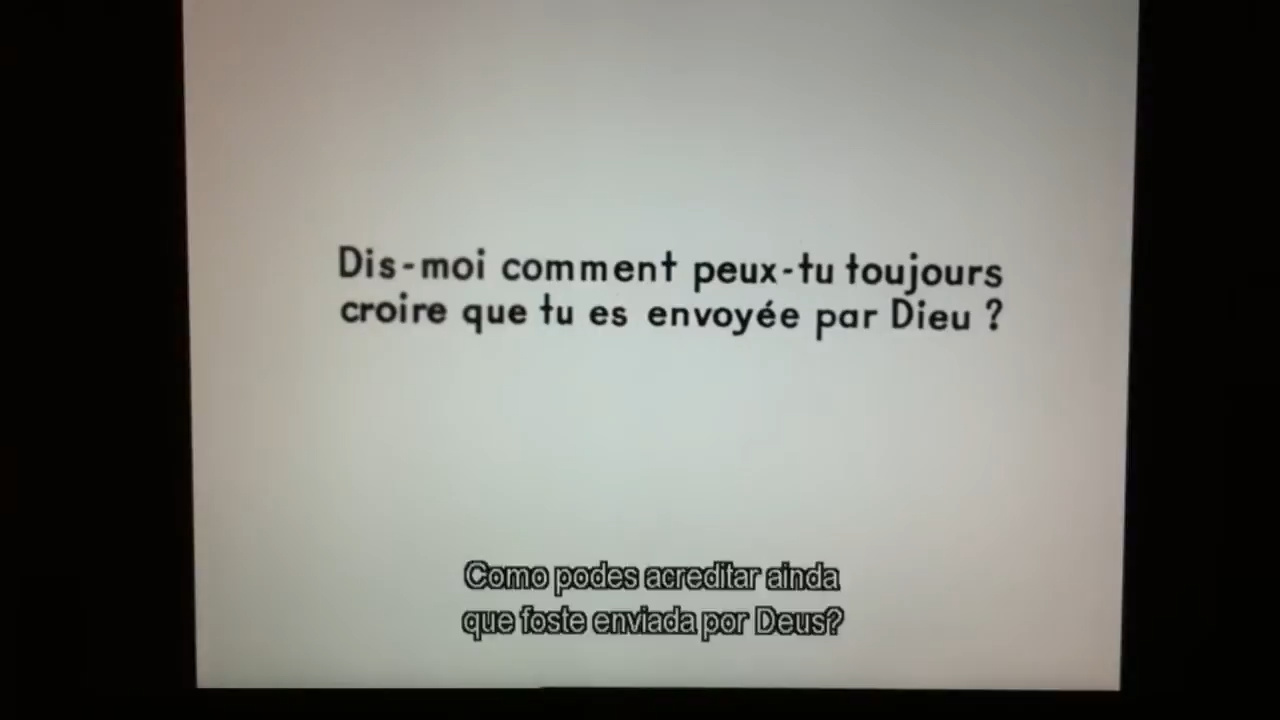 Dis-moi comment peux-tu toujours
croire que tu es envoyée par Dieu ?
Como podes acreditar ainda
que foste enviada por Deus?